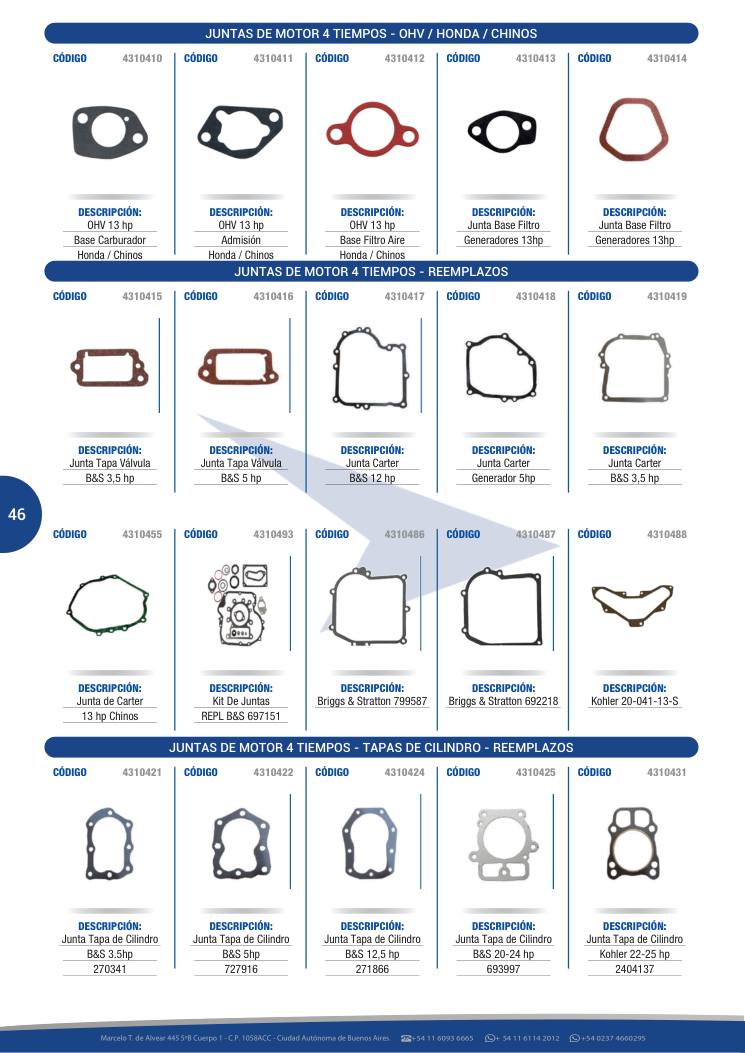 JUNTAS DE MOTOR 4 TIEMPOS - OHV / HONDA / CHINOS
CÓDIGO 4310410
CÓDIGO 4310411
CÓDIGO 4310412
CÓDIGO 4310413
CÓDIGO 4310414
DESCRIPCIÓN:
OHV 13 hp
Base Carburador
Honda / Chinos
DESCRIPCIÓN:
OHV 13 hp
Admisión
Honda / Chinos
DESCRIPCIÓN:
OHV 13 hp
Base Filtro Aire
Honda / Chinos
DESCRIPCIÓN:
Junta Base Filtro
Generadores 13hp
DESCRIPCIÓN:
Junta Base Filtro
Generadores 13hp
JUNTAS DE MOTOR 4 TIEMPOS - REEMPLAZOS
CÓDIGO 4310415
CÓDIGO 4310416
CÓDIGO 4310417
CÓDIGO 4310418
CÓDIGO 4310419
DESCRIPCIÓN:
Junta Tapa Válvula
B&S 3,5 hp
DESCRIPCIÓN:
Junta Tapa Válvula
B&S 5 hp
DESCRIPCIÓN:
Junta Carter
B&S 12 hp
DESCRIPCIÓN:
Junta Carter
Generador 5hp
DESCRIPCIÓN:
Junta Carter
B&S 3,5 hp
46
CÓDIGO 4310455
CÓDIGO 4310493
CÓDIGO 4310486
CÓDIGO 4310487
CÓDIGO 4310488
DESCRIPCIÓN:
Junta de Carter
13 hp Chinos
DESCRIPCIÓN:
Kit De Juntas
REPL B&S 697151
DESCRIPCIÓN:
Briggs & Stratton 799587
DESCRIPCIÓN:
Briggs & Stratton 692218
DESCRIPCIÓN:
Kohler 20-041-13-S
JUNTAS DE MOTOR 4 TIEMPOS - TAPAS DE CILINDRO - REEMPLAZOS
CÓDIGO 4310421
CÓDIGO 4310422
CÓDIGO 4310424
CÓDIGO 4310425
CÓDIGO 4310431
DESCRIPCIÓN:
Junta Tapa de Cilindro
B&S 3.5hp
270341
DESCRIPCIÓN:
Junta Tapa de Cilindro
B&S 5hp
727916
DESCRIPCIÓN:
Junta Tapa de Cilindro
B&S 12,5 hp
271866
DESCRIPCIÓN:
Junta Tapa de Cilindro
B&S 20-24 hp
693997
DESCRIPCIÓN:
Junta Tapa de Cilindro
Kohler 22-25 hp
2404137
Marcelo T. de Alvear 445 5ºB Cuerpo 1 - C.P. 1058ACC - Ciudad Autónoma de Buenos Aires. +54 11 6093 6665 + 54 11 6114 2012 +54 0237 4660295